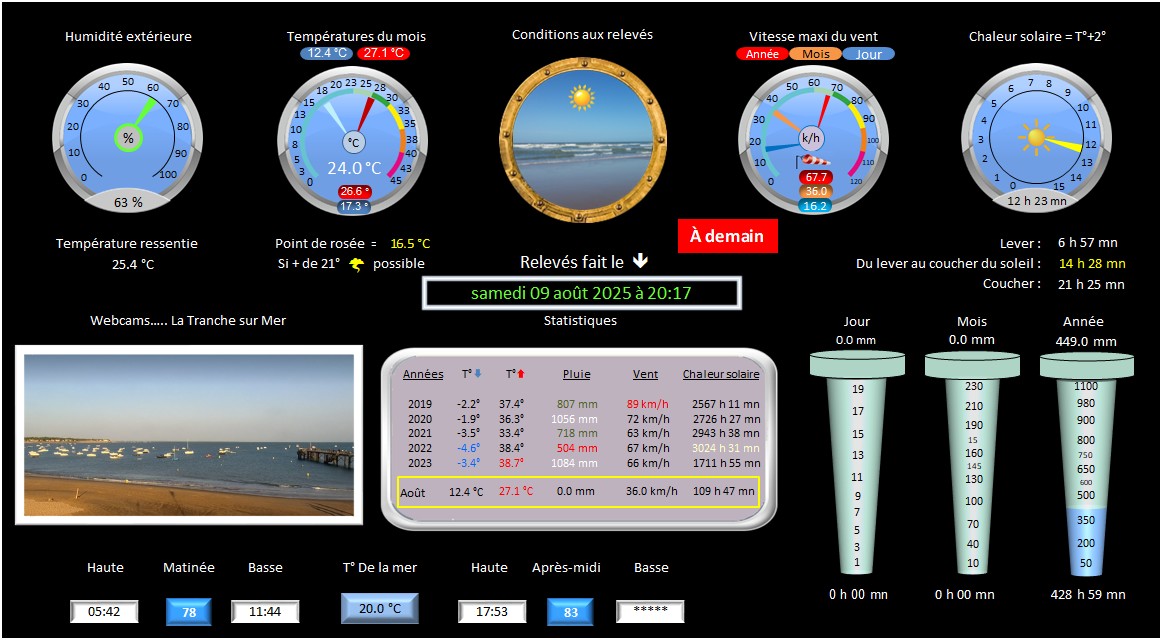 Humidité extérieure
Températures du mois
12.4 °C 27.1 °C
Conditions aux relevés
Vitesse maxi du vent
Année Mois Jour
Chaleur solaire = T°+2°
0 10 20 30 40 50 60 70 80 90 100
%
63 %
0 3 5 8 10 13 15 18 20 23 25 28 30 33 35 38 40 43 45
°C
24.0 °C
26.6 °
17.3 °
0 10 20 30 40 50 60 70 80 90 100 110 120
k/h
67.7
36.0
16.2
0 1 2 3 4 5 6 7 8 9 10 11 12 13 14 15
12 h 23 mn
À demain
Température ressentie
25.4 °C
Point de rosée = 16.5 °C
Si + de 21° possible
Relevés fait le
samedi 09 août 2025 à 20:17
Lever : 6 h 57 mn
Du lever au coucher du soleil : 14 h 28 mn
Coucher : 21 h 25 mn
Webcams..... La Tranche sur Mer
Statistiques
Années T° T° Pluie Vent Chaleur solaire
2019 -2.2° 37.4° 807 mm 89 km/h 2567 h 11 mn
2020 -1.9° 36.3° 1056 mm 72 km/h 2726 h 27 mn
2021 -3.5° 33.4° 718 mm 63 km/h 2943 h 38 mn
2022 -4.6° 38.4° 504 mm 67 km/h 3024 h 31 mn
2023 -3.4° 38.7° 1084 mm 66 km/h 1711 h 55 mn
Août 12.4 °C 27.1 °C 0.0 mm 36.0 km/h 109 h 47 mn
Jour
0.0 mm
19
17
15
13
11
9
7
5
3
1
0 h 00 mn
Mois
0.0 mm
230
210
190
15
160
145
130
100
70
40
10
0 h 00 mn
Année
449.0 mm
1100
980
900
800
750
650
600
500
350
200
50
428 h 59 mn
Haute Matinée Basse T° De la mer Haute Après-midi Basse
05:42 78 11:44 20.0 °C 17:53 83 *****